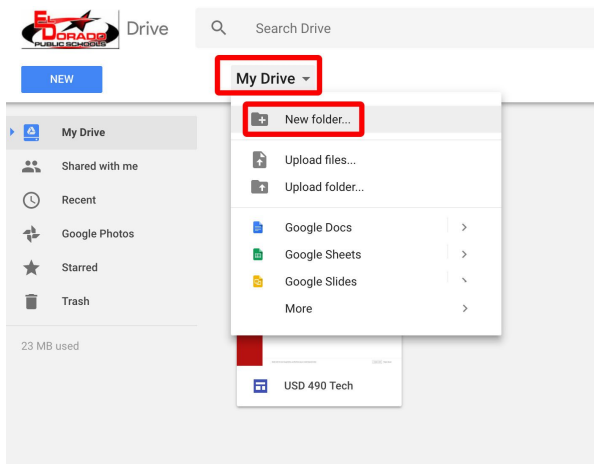 EL DORADO
PUBLIC SCHOOLS
Drive
Search Drive
NEW
My Drive
New folder...
My Drive
Shared with me
Upload files...
Upload folder...
Recent
Google Photos
Google Docs
Google Sheets
Starred
Google Slides
Trash
More
23 MB used
USD 490 Tech